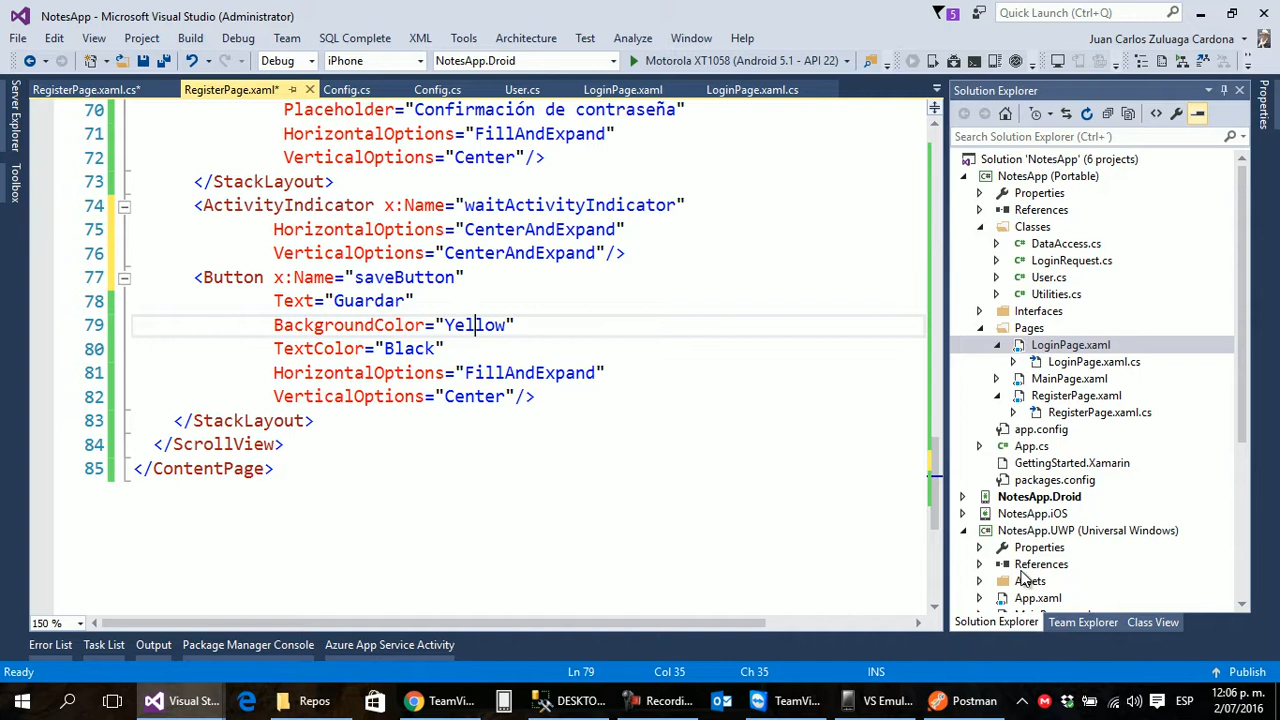 NotesApp - Microsoft Visual Studio (Administrator)
5
Quick Launch (Ctrl+Q)
File Edit View Project Build Debug Team SQL Complete XML Tools Architecture Test Analyze Window Help
Juan Carlos Zuluaga Cardona
Debug iPhone NotesApp.Droid Motorola XT1058 (Android 5.1 - API 22)
RegisterPage.xaml.cs* RegisterPage.xaml* Config.cs Config.cs User.cs LoginPage.xaml LoginPage.xaml
Server Explorer
Toolbox
70 Placeholder="Confirmación de contraseña"
71 HorizontalOptions="FillAndExpand"
72 VerticalOptions="Center"/>
73 </StackLayout>
74 <ActivityIndicator x:Name="waitActivityIndicator"
75 HorizontalOptions="CenterAndExpand"
76 VerticalOptions="CenterAndExpand"/>
77 <Button x:Name="saveButton"
78 Text="Guardar"
79 BackgroundColor="Yellow"
80 TextColor="Black"
81 HorizontalOptions="FillAndExpand"
82 VerticalOptions="Center"/>
83 </StackLayout>
84 </ScrollView>
85 </ContentPage>
150 %
Solution Explorer
Search Solution Explorer (Ctrl+´)
Solution 'NotesApp' (6 projects)
NotesApp (Portable)
Properties
References
Classes
DataAccess.cs
LoginRequest.cs
User.cs
Utilities.cs
Interfaces
Pages
LoginPage.xaml
LoginPage.xaml.cs
MainPage.xaml
RegisterPage.xaml
RegisterPage.xaml.cs
app.config
App.cs
GettingStarted.Xamarin
packages.config
NotesApp.Droid
NotesApp.iOS
NotesApp.UWP (Universal Windows)
Properties
References
Assets
App.xaml
Solution Explorer Team Explorer Class View
Properties
Error List Task List Output Package Manager Console Azure App Service Activity
Ready Ln 79 Col 35 Ch 35 INS Publish
Visual St... Repos TeamV... DESKTO... Recordi... TeamV... VS Emul... Postman ESP 12:06 p. m.
2/07/2016